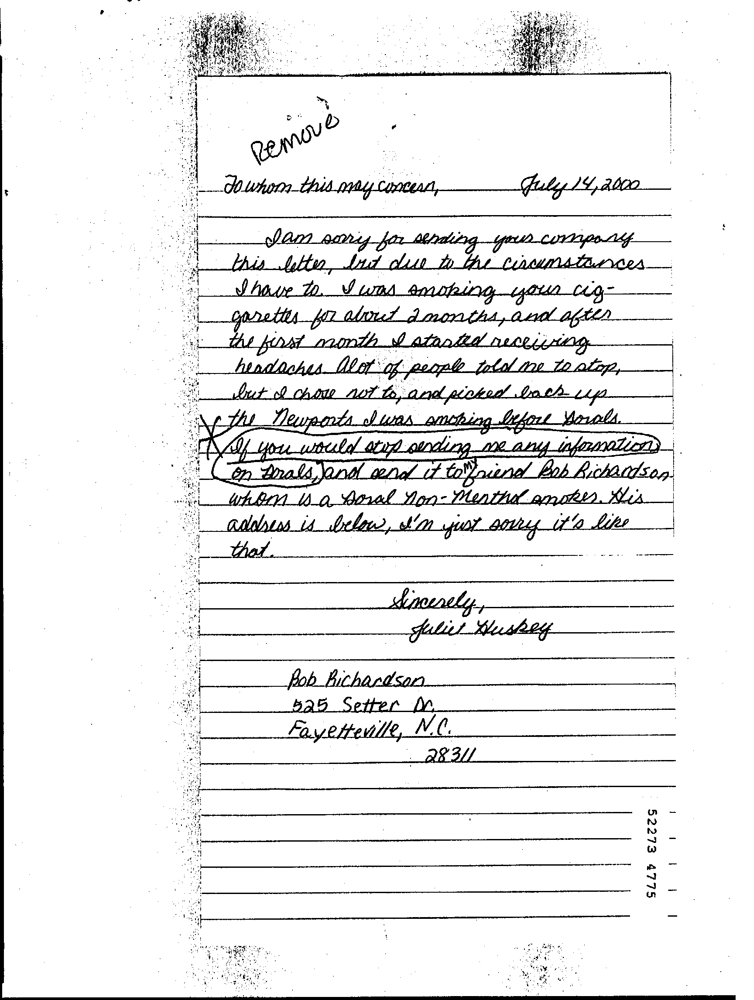 Remove
To whom this may concern, July 14, 2000
I am sorry for sending your company
this letter, but due to the circumstances
I have to. I was smoking your cig-
garettes for about 2 months, and after
the first month I started receiving
headaches. Alot of people told me to stop,
but I chose not to, and picked back up
the Newports I was smoking before Dorals.
If you would stop sending me any information
on Dorals, and send it to my friend Bob Richardson
whom is a Doral Non-Menthol smoker. His
address is below, I'm just sorry it's like
that.
Sincerely,
Huskey
Bob Richardson
525 Setter Dr.
Fayetteville, N.C.
28311
52273 4775